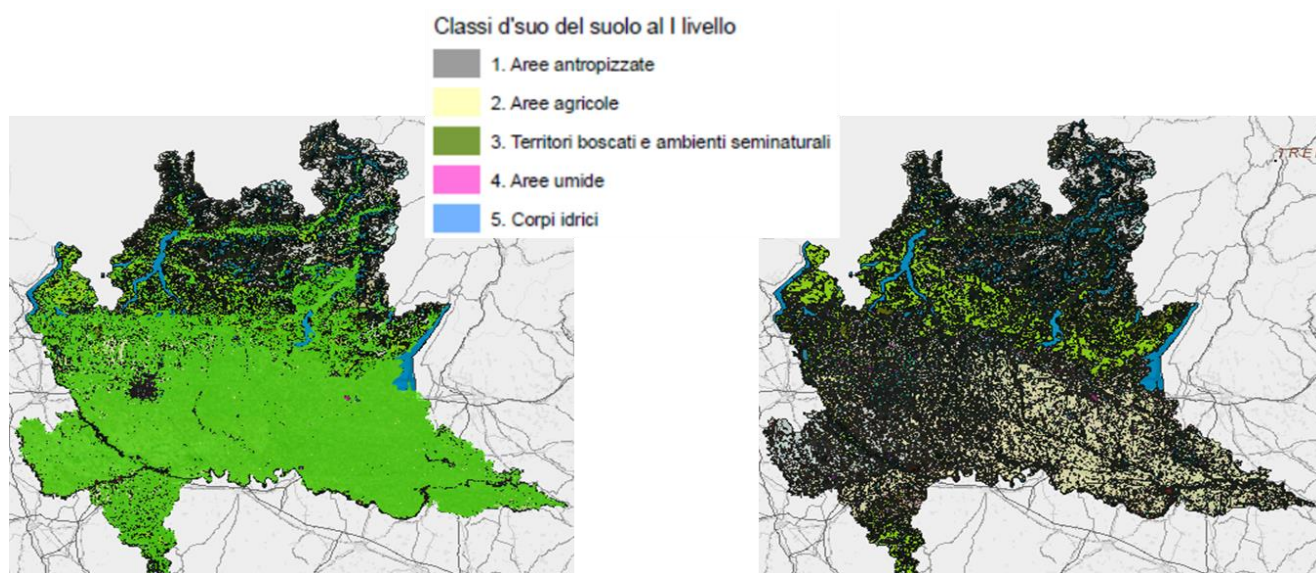 Classi d'suo del suolo al I livello
1. Aree antropizzate
2. Aree agricole
3. Territori boscati e ambienti seminaturali
4. Aree umide
5. Corpi idrici
TRE